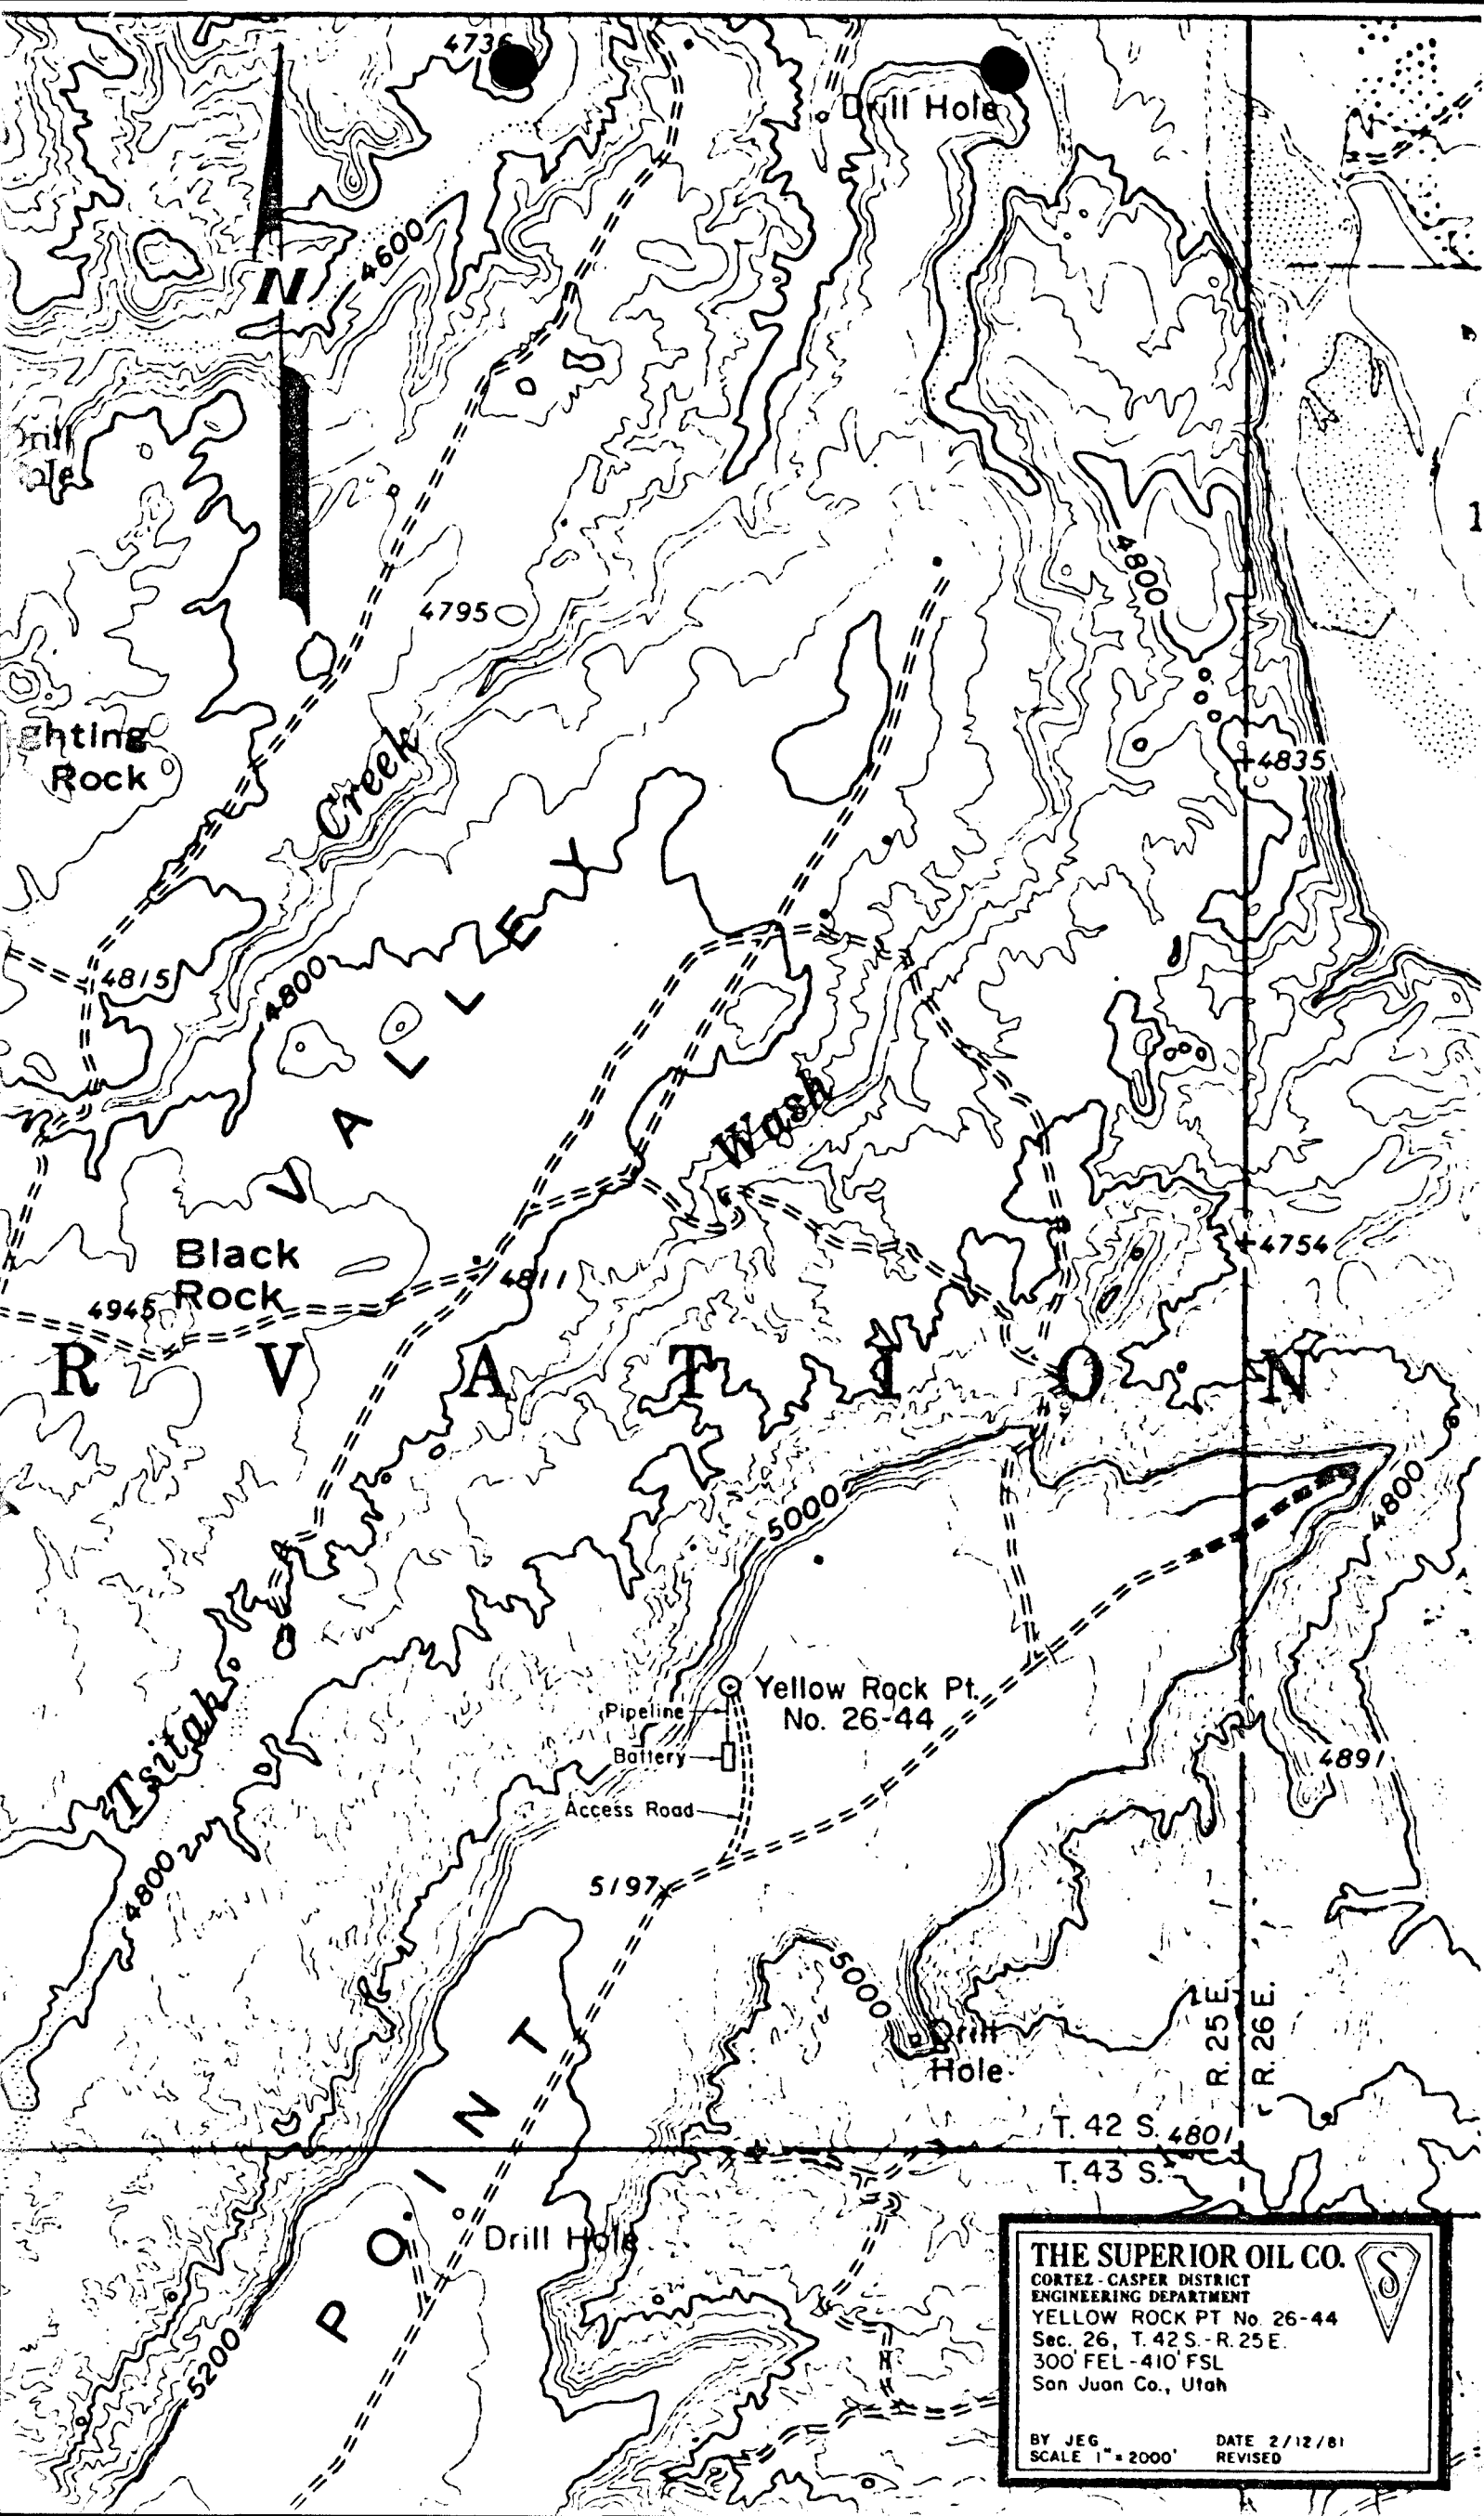 4736
Drill Hole
4600
N
4795
Rock
Creek
4800
4835
4815
4800
VALLEY
Wash
Black
Rock
4811
4754
4945
R V A T I O N
5000
4800
Yellow Rock Pt.
No. 26-44
Pipeline
Battery
Access Road
Tsitah
4891
4800
5197
5000
Drill
Hole
R. 25 E.
R. 26 E.
POINT
T. 42 S.
4801
T. 43 S.
Drill Hole
5200
THE SUPERIOR OIL CO.
S
CORTEZ - CASPER DISTRICT
ENGINEERING DEPARTMENT
YELLOW ROCK PT No. 26-44
Sec. 26, T. 42 S. - R. 25 E.
300' FEL - 410' FSL
San Juan Co., Utah
BY JEG DATE 2/12/81
SCALE 1" = 2000' REVISED